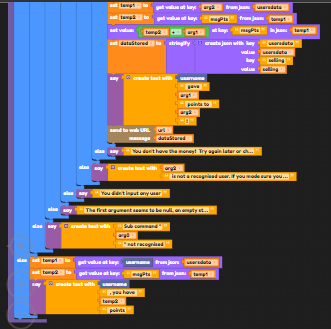 set temp1 to get value at key: arg2 from json: usersdata
set temp2 to get value at key: msgPts from json: temp1
set value: temp2 + arg1 at key: msgPts in json: temp1
set dataStored to stringify create json with key usersdata
value usersdata
key selling
value selling
say create text with username
gave
arg1
points to
arg2
send to web URL url
message dataStored
else say You don't have the money! Try again later or ch...
else say create text with arg2
is not a recognised user. If you made sure you...
else say You didn't input any user
else say The first argument seems to be null, an empty st...
else say create text with Sub command "
arg0
" not recognised
else set temp1 to get value at key: username from json: usersdata
set temp2 to get value at key: msgPts from json: temp1
say create text with username
, you have
temp2
points